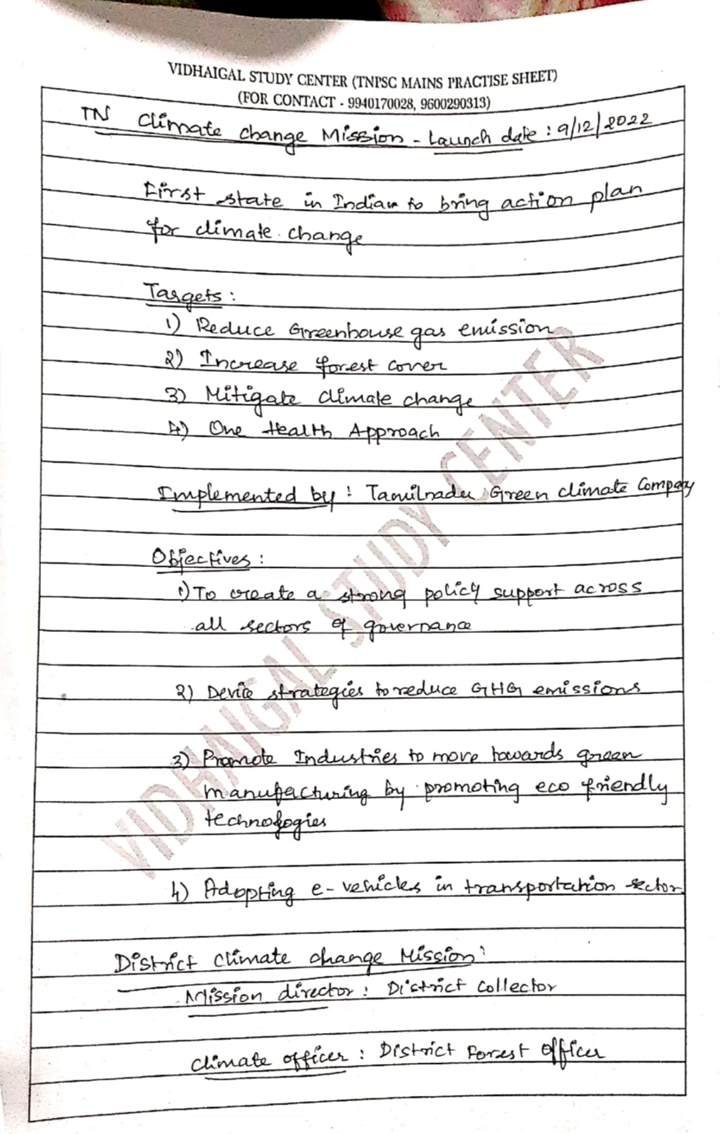 VIDHAIGAL STUDY CENTER (TNPSC MAINS PRACTISE SHEET)
(FOR CONTACT - 9940170028, 9600290313)
TN Climate change Mission - Launch date : 9/12/2022
First state in Indian to bring action plan
for climate change
Targets :
1) Reduce Greenhouse gas emission
2) Increase forest cover
3) Mitigate climate change
4) One Health Approach
Implemented by : Tamilnadu Green climate Company
Objectives :
1) To create a strong policy support across
all sectors of governance
2) Device strategies to reduce GHG emissions
3) Promote Industries to move towards green
manufacturing by promoting eco friendly
technologies
4) Adopting e-vehicles in transportation sector
District climate change Mission :
Mission director : District Collector
climate officer : District Forest Officer
VIDHAIGAL STUDY CENTER